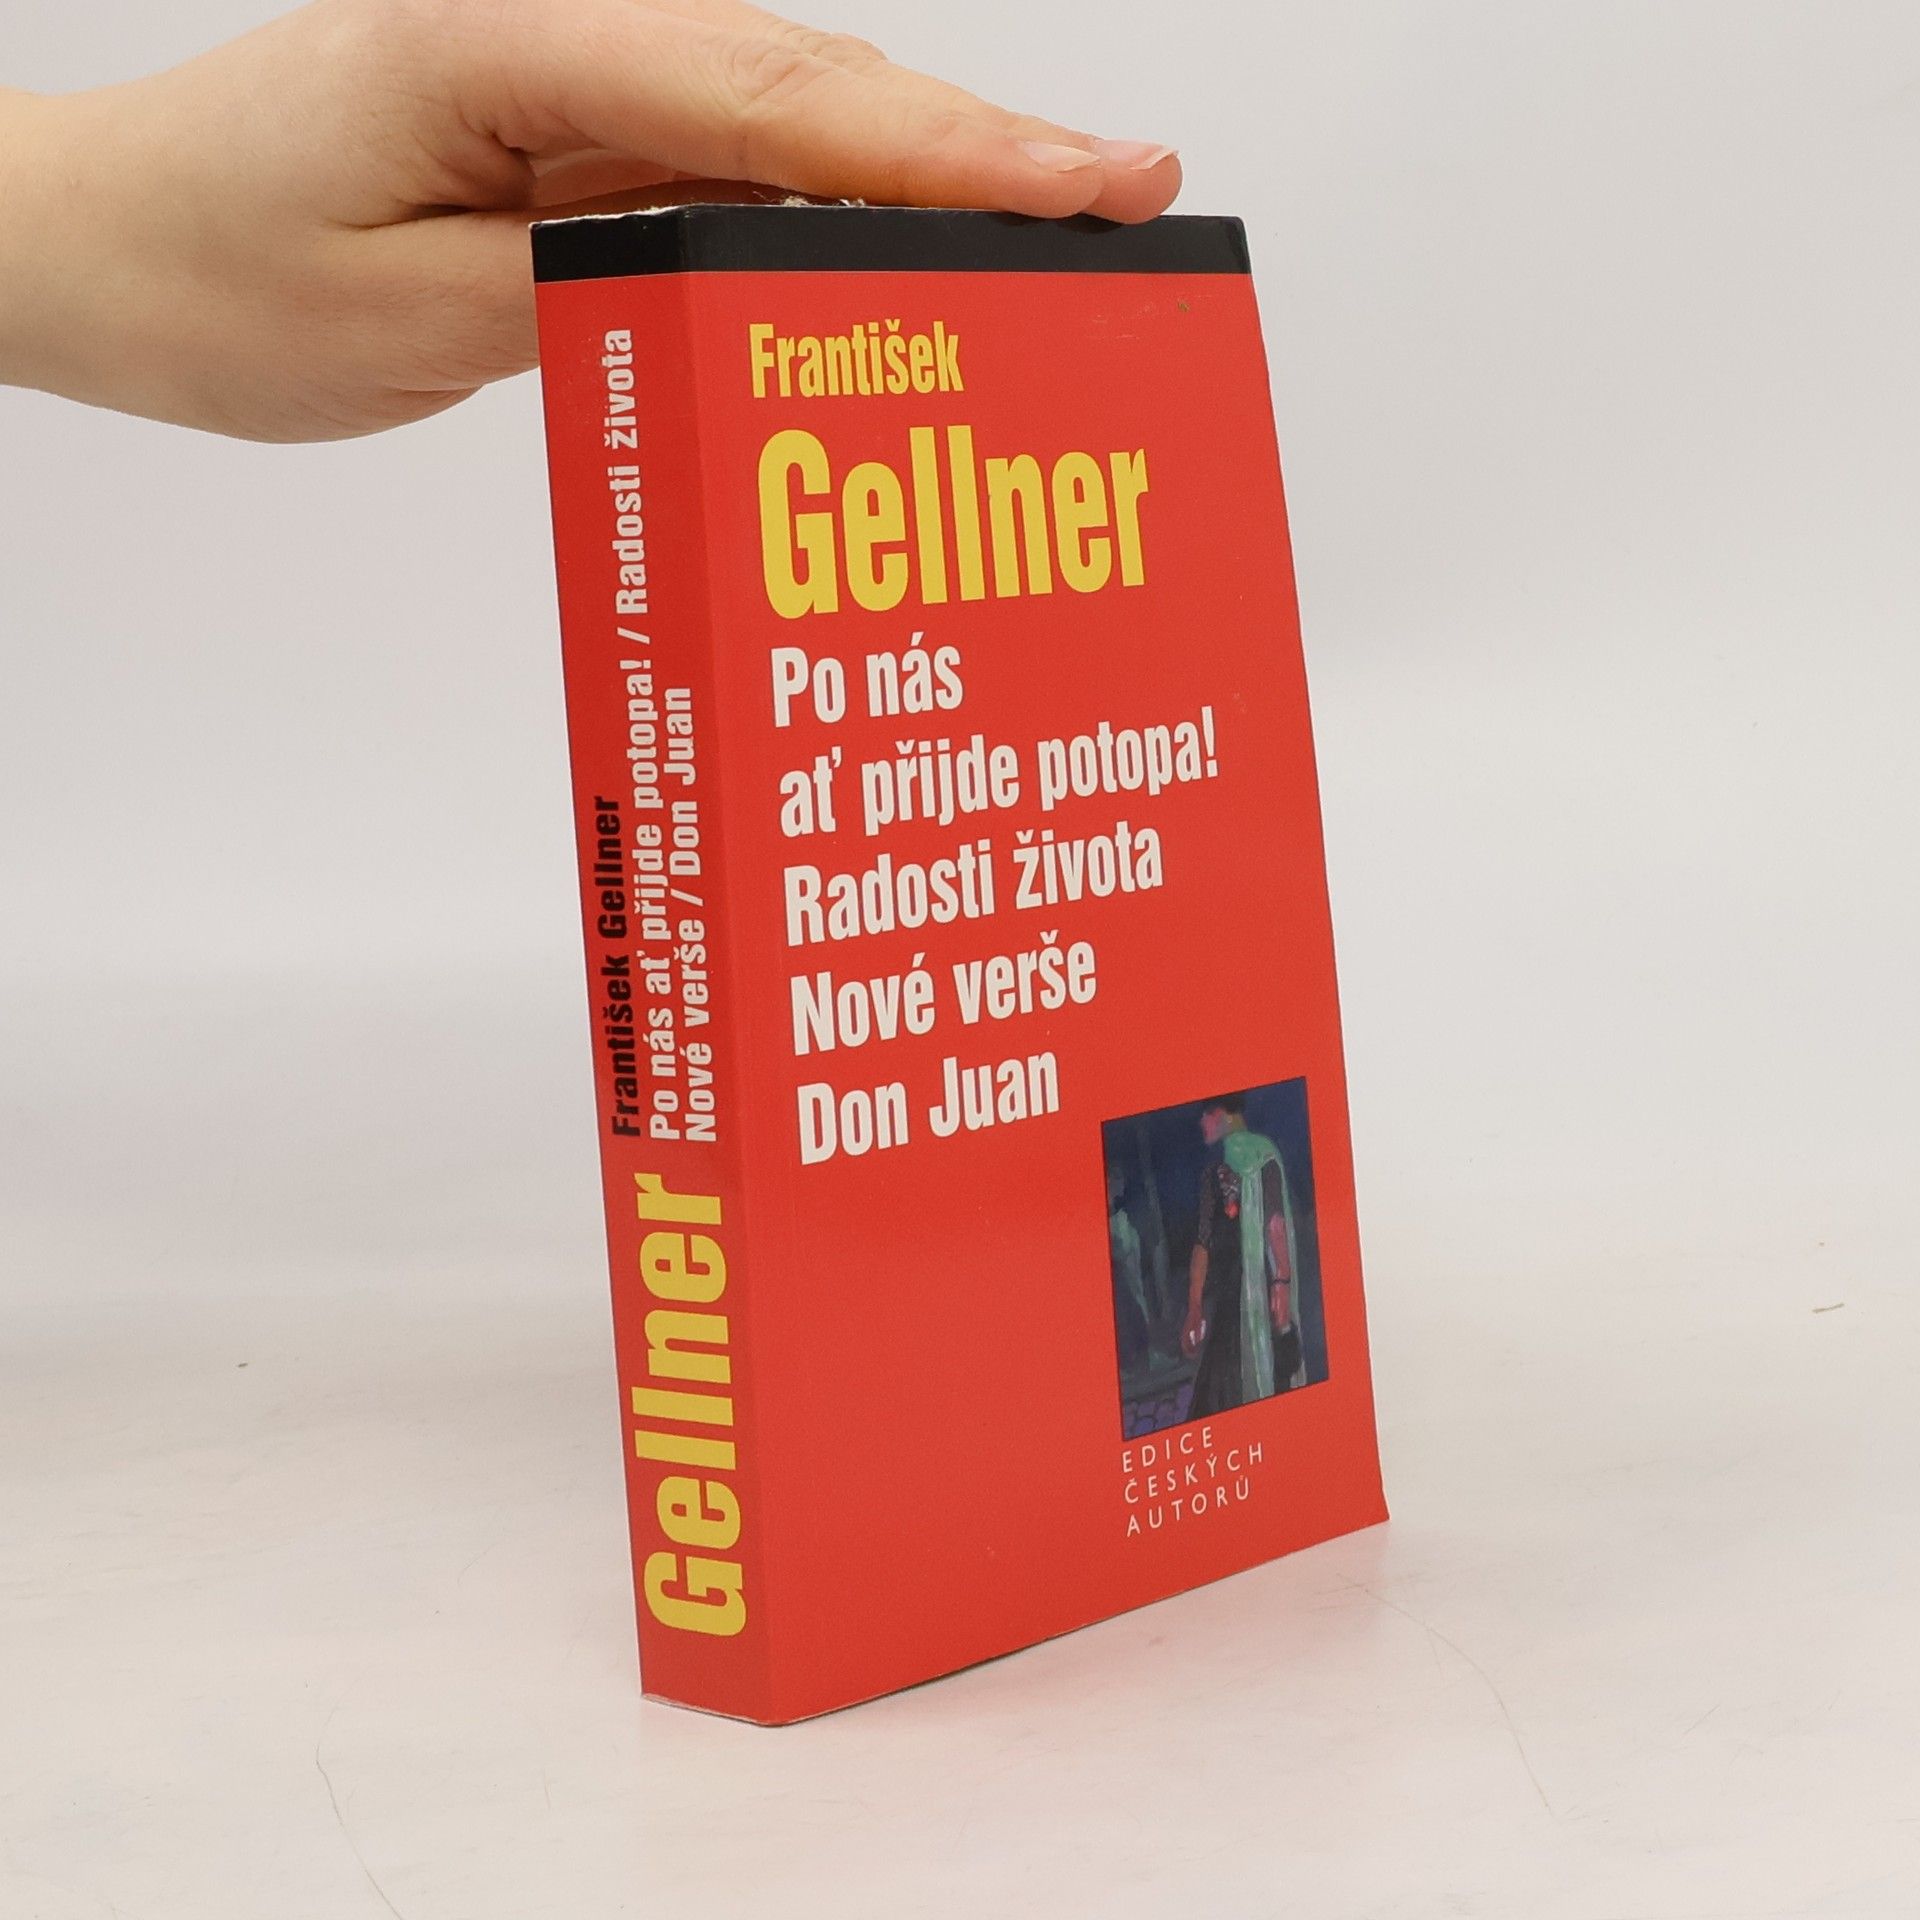 František Gellner
Po nás ať přijde potopa! / Radosti života
Nové verše / Don Juan
Gellner
František
Gellner
Po nás
ať přijde potopa!
Radosti života
Nové verše
Don Juan
EDICE
ČESKÝCH
AUTORŮ